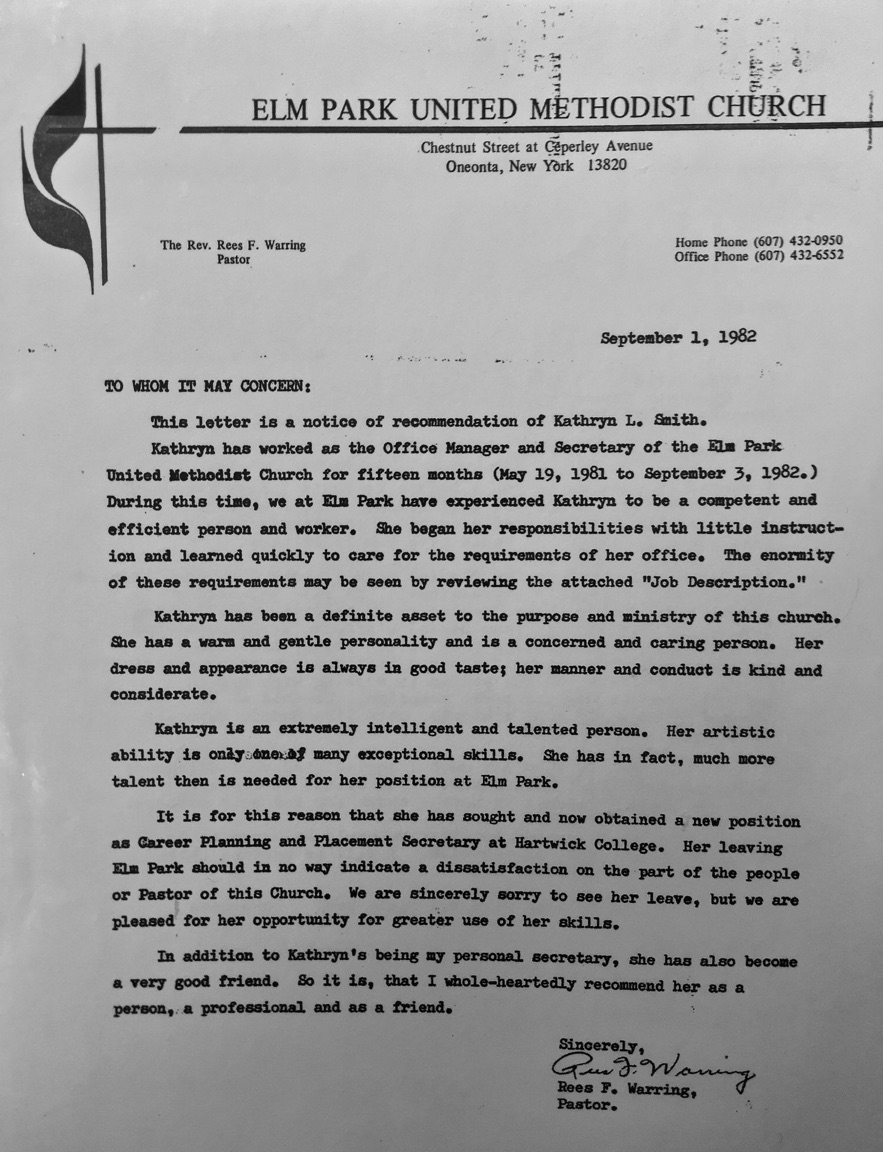 ELM PARK UNITED METHODIST CHURCH
Chestnut Street at Ceperley Avenue
Oneonta, New York 13820
The Rev. Rees F. Warring
Pastor
Home Phone (607) 432-0950
Office Phone (607) 432-6552
September 1, 1982
TO WHOM IT MAY CONCERN:
This letter is a notice of recommendation of Kathryn L. Smith.
Kathryn has worked as the Office Manager and Secretary of the Elm Park
United Methodist Church for fifteen months (May 19, 1981 to September 3, 1982.)
During this time, we at Elm Park have experienced Kathryn to be a competent and
efficient person and worker. She began her responsibilities with little instruct-
ion and learned quickly to care for the requirements of her office. The enormity
of these requirements may be seen by reviewing the attached "Job Description."
Kathryn has been a definite asset to the purpose and ministry of this church.
She has a warm and gentle personality and is a concerned and caring person. Her
dress and appearance is always in good taste; her manner and conduct is kind and
considerate.
Kathryn is an extremely intelligent and talented person. Her artistic
ability is only one of many exceptional skills. She has in fact, much more
talent then is needed for her position at Elm Park.
It is for this reason that she has sought and now obtained a new position
as Career Planning and Placement Secretary at Hartwick College. Her leaving
Elm Park should in no way indicate a dissatisfaction on the part of the people
or Pastor of this Church. We are sincerely sorry to see her leave, but we are
pleased for her opportunity for greater use of her skills.
In addition to Kathryn's being my personal secretary, she has also become
a very good friend. So it is, that I whole-heartedly recommend her as a
person, a professional and as a friend.
Sincerely,
Rees F. Warring
Rees F. Warring,
Pastor.